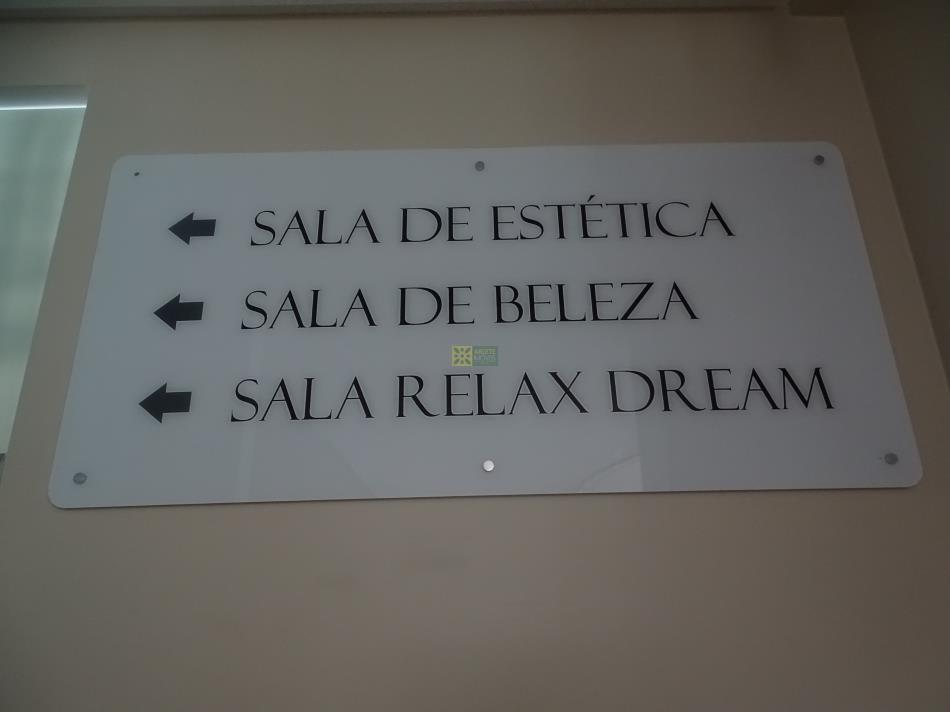 SALA DE ESTÉTICA
SALA DE BELEZA
SALA RELAX DREAM